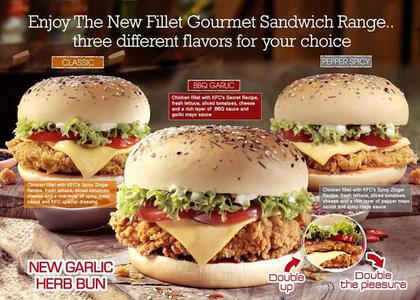 Enjoy The New Fillet Gourmet Sandwich Range..
three different flavors for your choice
CLASSIC
BBQ GARLIC
PEPPER SPICY
Chicken fillet with KFC's Secret Recipe,
fresh lettuce, sliced tomatoes, cheese
and a rich layer of BBQ sauce and
garlic mayo sauce
Chicken fillet with KFC's Spicy Zinger
Recipe, fresh lettuce, sliced tomatoes,
cheese and a rich layer of spicy mayo
sauce and KFC special dressing
Chicken fillet with KFC's Spicy Zinger
Recipe, fresh lettuce, sliced tomatoes,
cheese and a rich layer of pepper mayo
sauce and spicy mayo sauce
NEW GARLIC
HERB BUN
Double
up
Double
the pleasure